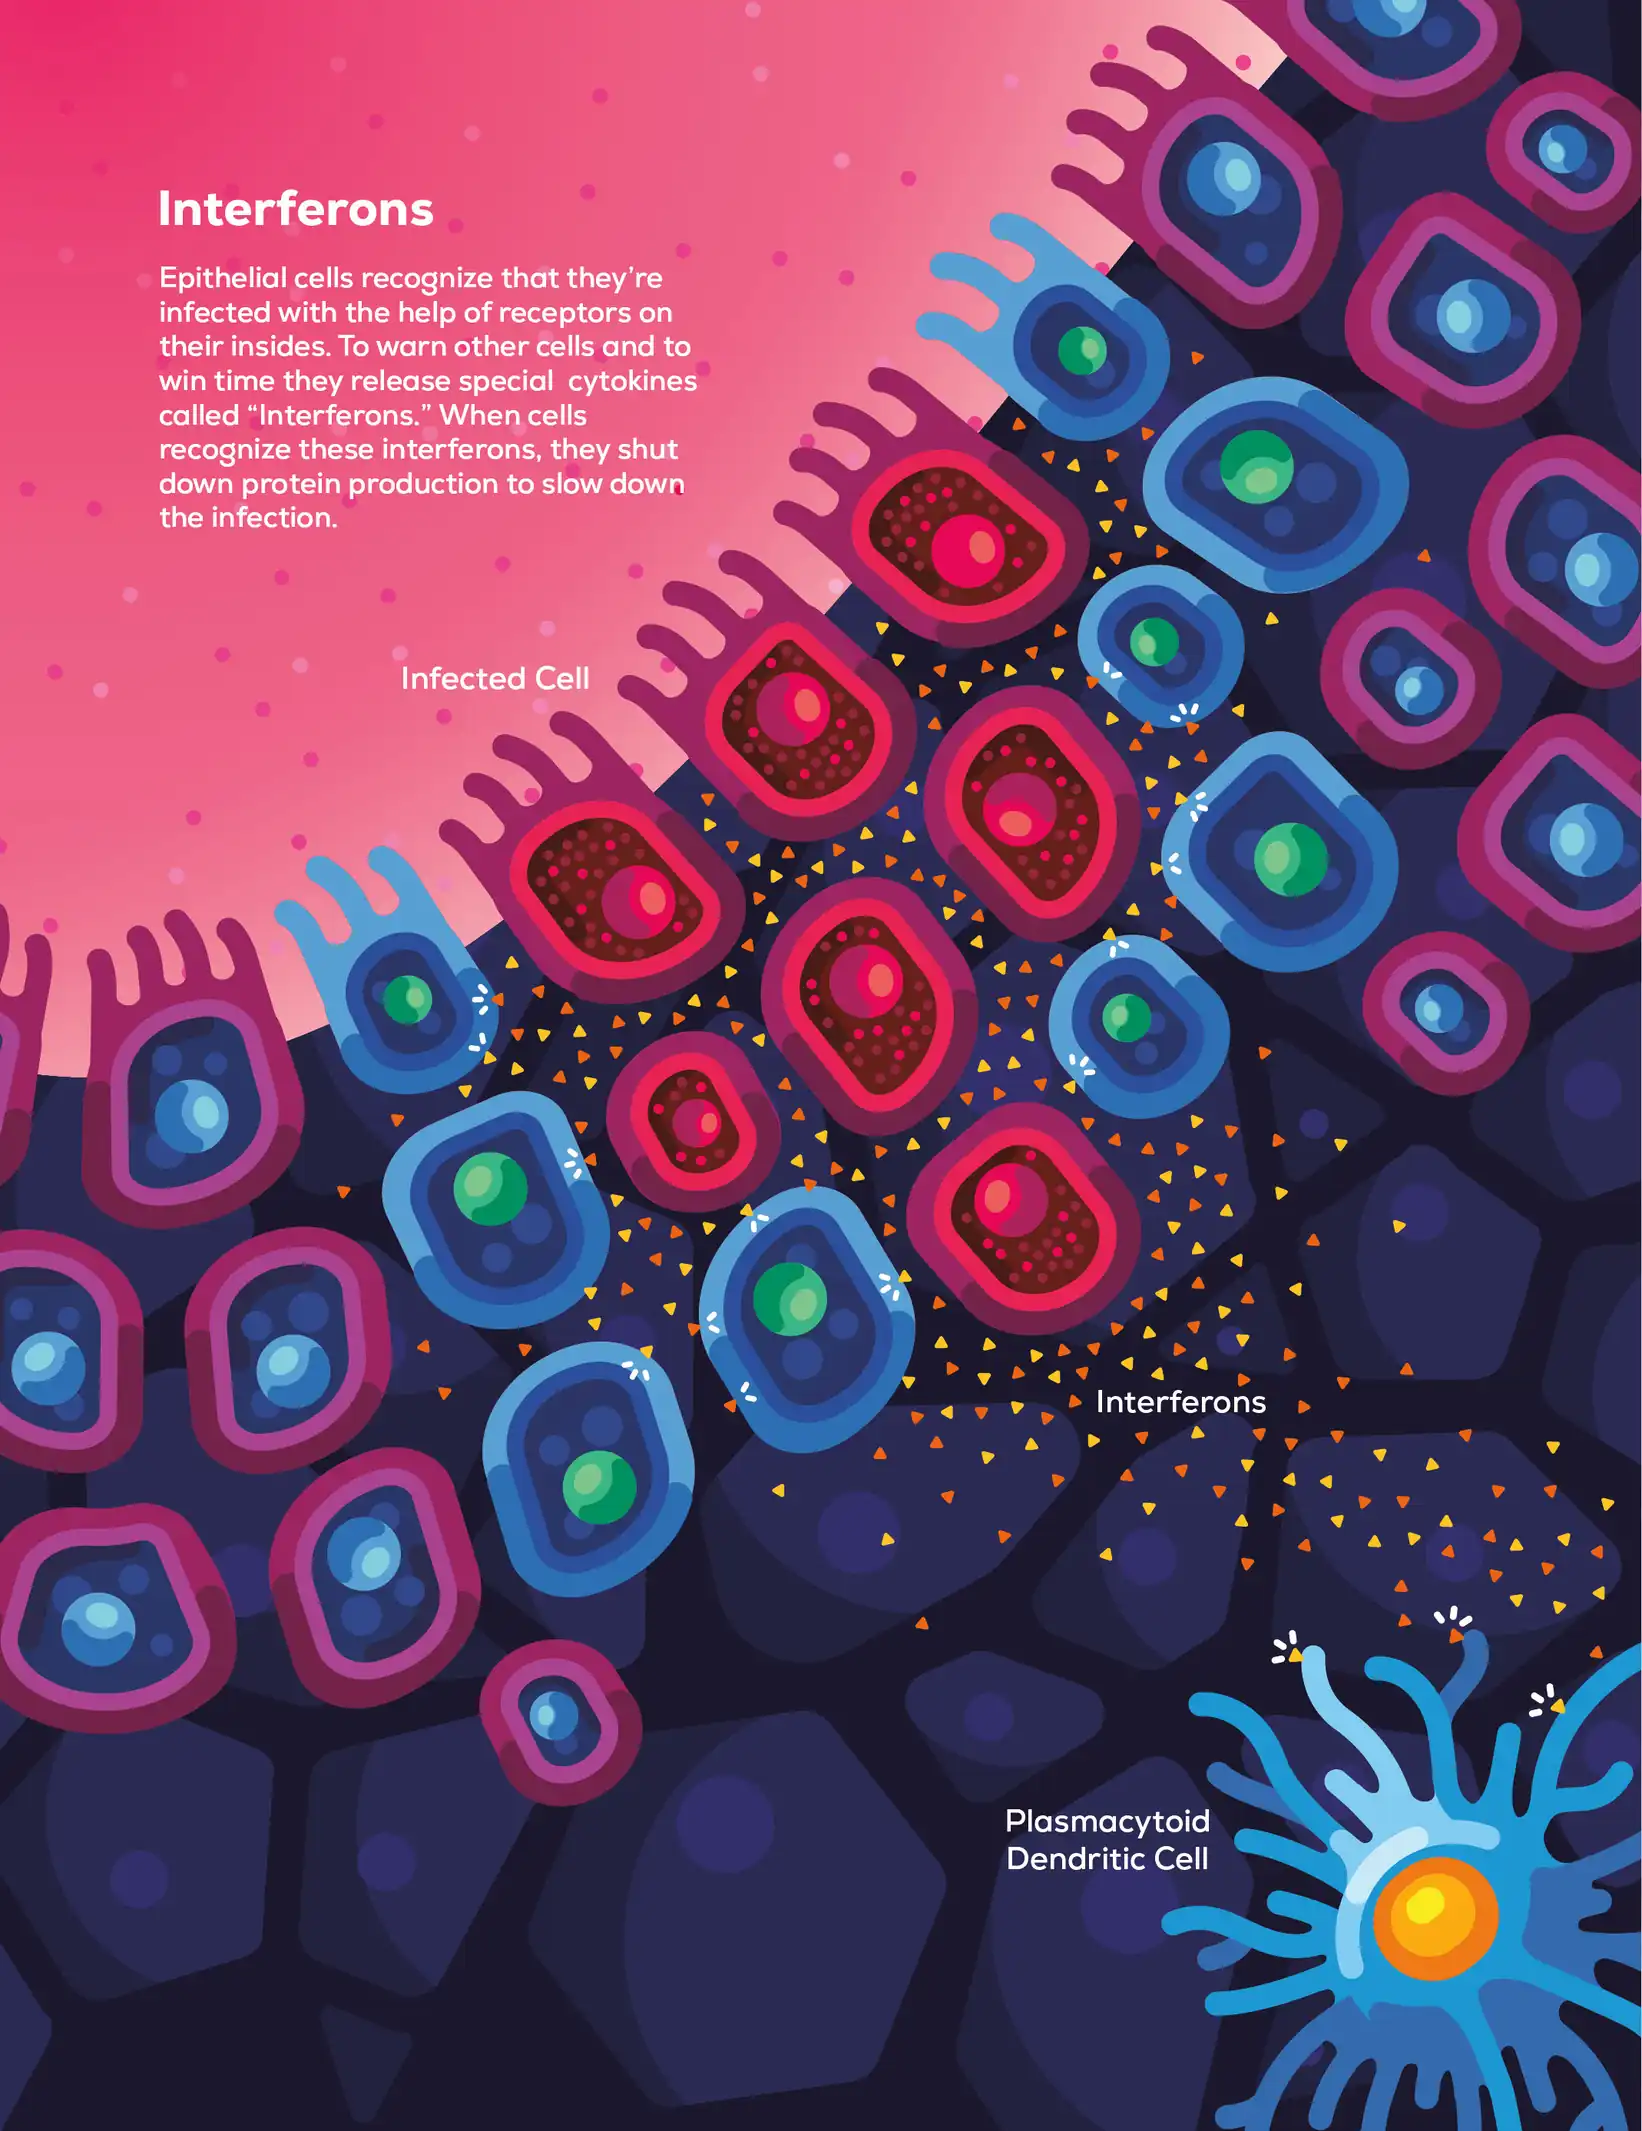 Interferons
Epithelial cells recognize that they’re
infected with the help of receptors on
their insides. To warn other cells and to
win time they release special  cytokines
called “Interferons.” When cells
recognize these interferons, they shut
down protein production to slow down
the infection.
Infected Cell
Interferons
Plasmacytoid
Dendritic Cell